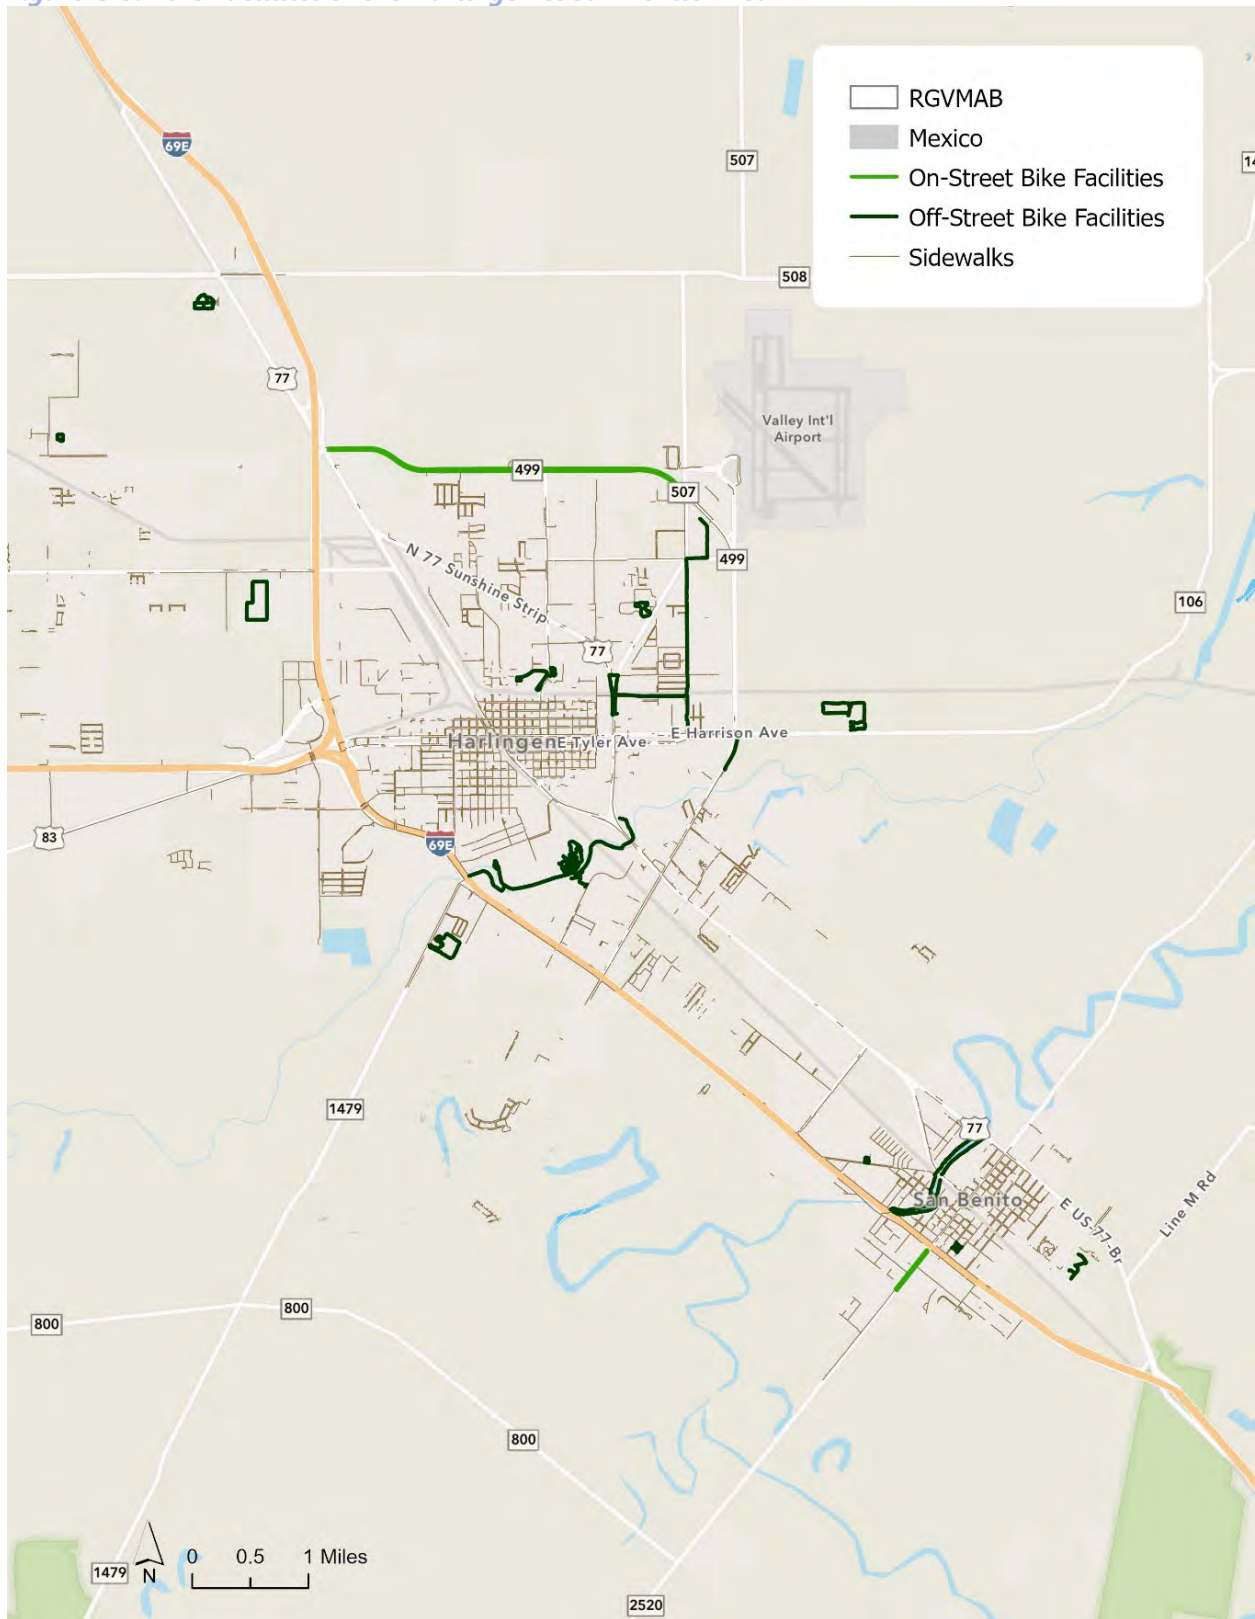 RGVMAB
Mexico
On-Street Bike Facilities
Off-Street Bike Facilities
Sidewalks
69E
507
508
77
Valley Int'l
Airport
499
507
499
N 77 Sunshine Strip
106
77
Harlingen
E Tyler Ave
E Harrison Ave
83
69E
1479
77
San Benito
E US-77-Br
Line M Rd
800
800
800
0 0.5 1 Miles
N
1479
2520